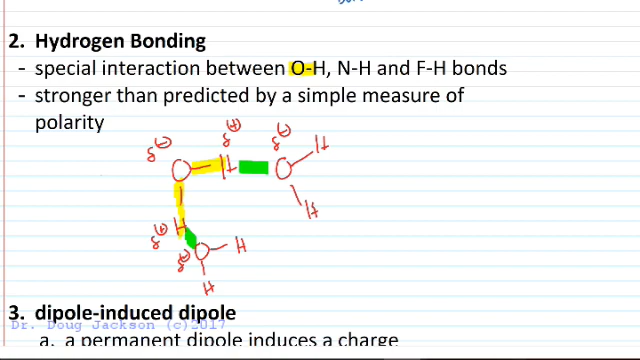 2. Hydrogen Bonding
- special interaction between O-H, N-H and F-H bonds
- stronger than predicted by a simple measure of
polarity
δ⊖ δ⊕ δ⊖
O H O H
H
δ⊕ H
δ⊖ O H
H
3. dipole-induced dipole
Dr. Doug Jackson (c)2017
a. a permanent dipole induces a charge